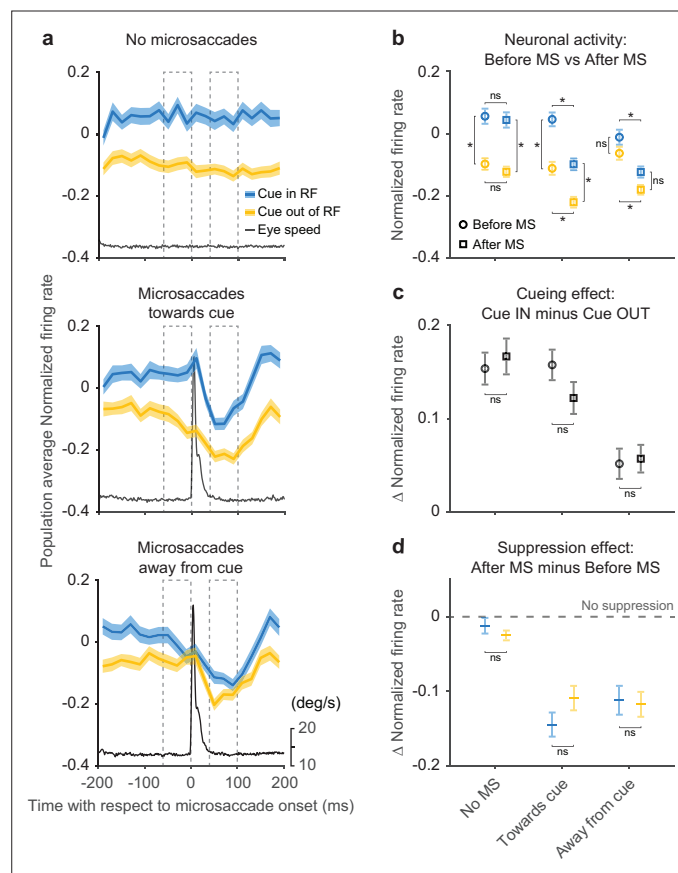 a
No microsaccades
0.2
0
-0.2
-0.4
Cue in RF
Cue out of RF
Eye speed
Microsaccades
towards cue
0.2
0
-0.2
-0.4
Microsaccades
away from cue
0.2
0
-0.2
-0.4
(deg/s)
20
10
-200
-100
0
100
200
Time with respect to microsaccade onset (ms)
Population average Normalized firing rate
b
Neuronal activity:
Before MS vs After MS
0.2
0
-0.2
-0.4
Normalized firing rate
ns
*
*
ns
*
*
*
*
*
ns
ns
*
Before MS
After MS
c
Cueing effect:
Cue IN minus Cue OUT
0.2
0.1
0
Δ Normalized firing rate
ns
ns
ns
d
Suppression effect:
After MS minus Before MS
0
-0.1
-0.2
Δ Normalized firing rate
No suppression
ns
ns
ns
No MS
Towards cue
Away from cue